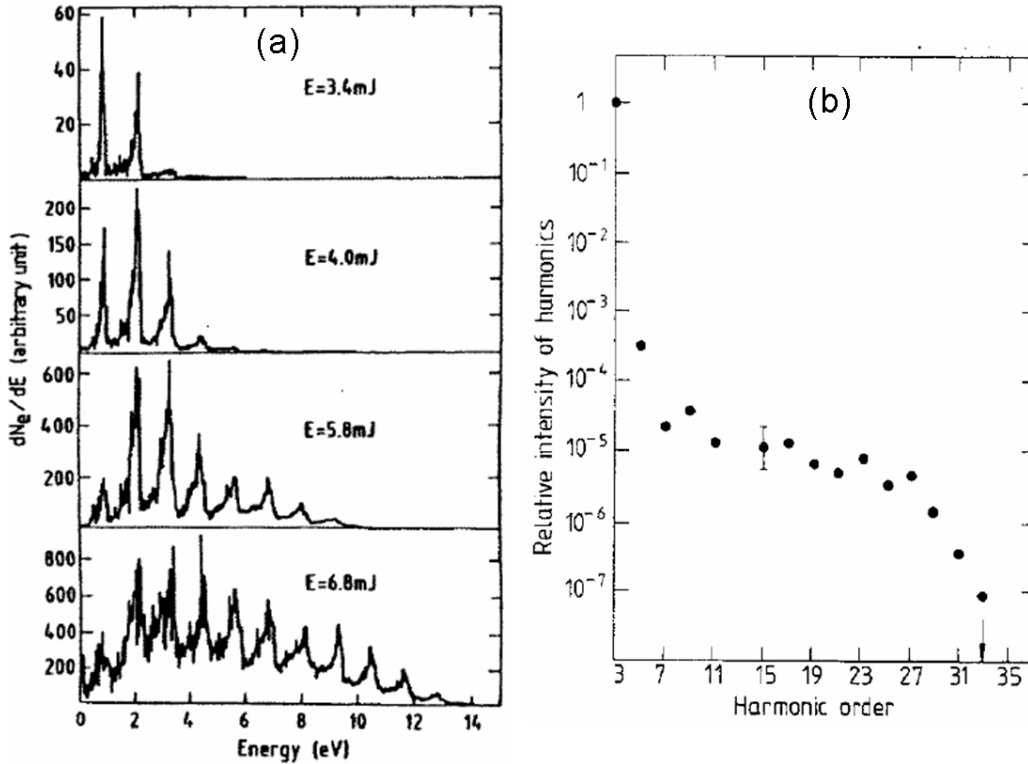 (a)
60
40
20
E=3.4mJ
200
150
100
50
E=4.0mJ
600
400
200
E=5.8mJ
800
600
400
200
E=6.8mJ
dNe/dE (arbitrary unit)
0 2 4 6 8 10 12 14
Energy (eV)
(b)
1
10⁻¹
10⁻²
10⁻³
10⁻⁴
10⁻⁵
10⁻⁶
10⁻⁷
Relative intensity of harmonics
3 7 11 15 19 23 27 31 35
Harmonic order